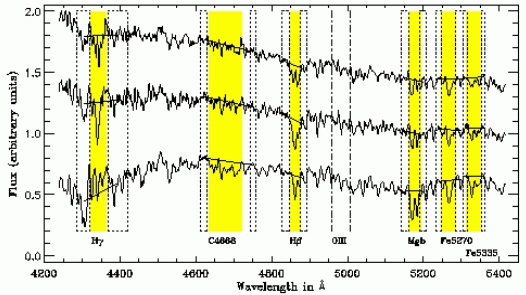 2.0
1.5
1.0
0.5
0.0
Flux (arbitrary units)
Hγ C4668 Hβ OIII Mgb Fe5270
Fe5335
4200 4400 4600 4800 5000 5200 5400
Wavelength in Å